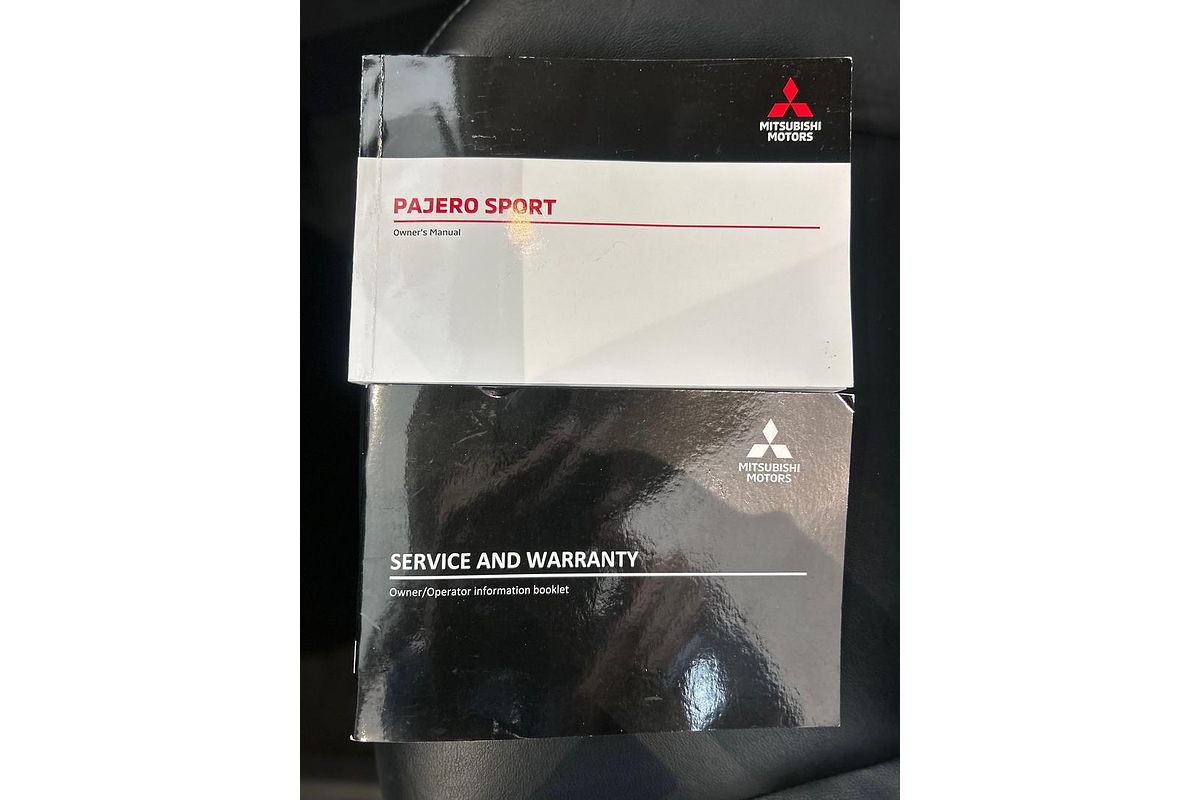 MITSUBISHI
MOTORS
PAJERO SPORT
Owner's Manual
MITSUBISHI
MOTORS
SERVICE AND WARRANTY
Owner/Operator information booklet